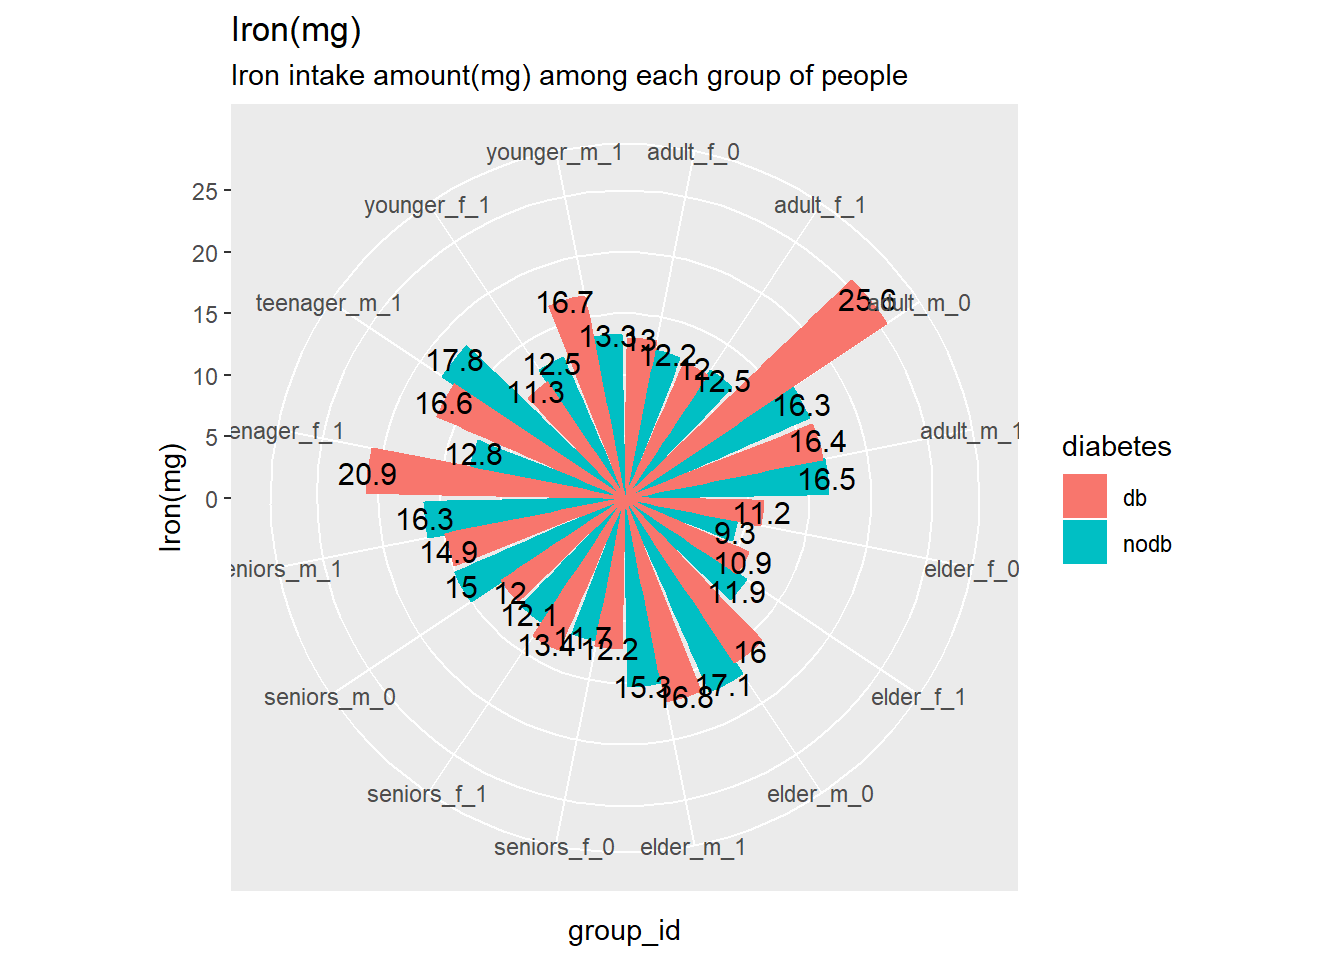 Iron(mg)
Iron intake amount(mg) among each group of people
younger_m_1 adult_f_0
younger_f_1 adult_f_1
teenager_m_1 adult_m_0
enager_f_1 adult_m_1
eniors_m_1 elder_f_0
seniors_m_0 elder_f_1
seniors_f_1 elder_m_0
seniors_f_0 elder_m_1
25
20
15
10
5
0
Iron(mg)
13
12.2
12
12.5
25.6
16.3
16.4
16.5
11.2
9.3
10.9
11.9
16
17.1
16.8
15.3
12.2
11.7
13.4
12.1
12
15
14.9
16.3
20.9
12.8
16.6
17.8
11.3
12.5
16.7
13.3
group_id
diabetes
db
nodb